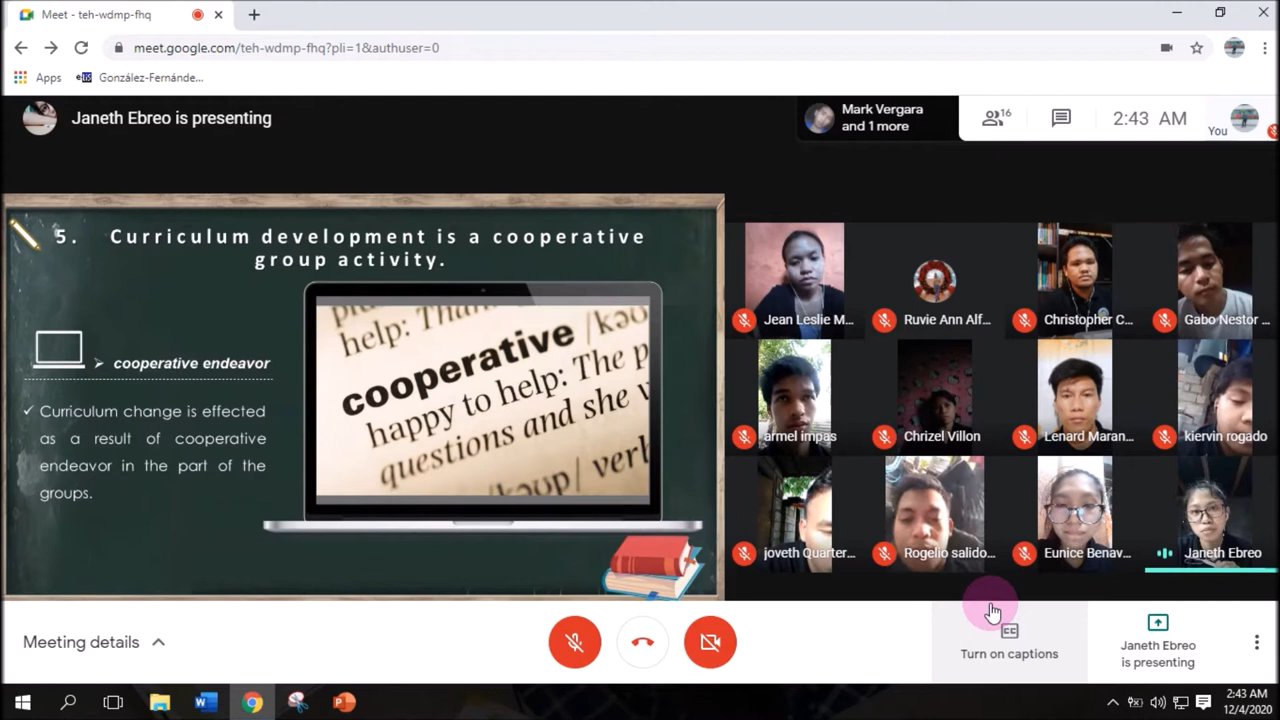 Meet - teh-wdmp-fhq
meet.google.com/teh-wdmp-fhq?pli=1&authuser=0
Apps
González-Fernánde...
Janeth Ebreo is presenting
Mark Vergara
and 1 more
16
2:43 AM
You
5. Curriculum development is a cooperative
group activity.
cooperative endeavor
Curriculum change is effected
as a result of cooperative
endeavor in the part of the
groups.
help:
cooperative
happy to help: The p
questions and she
verb
Jean Leslie M...
Ruvie Ann Alf...
Christopher C...
Gabo Nestor ...
armel impas
Chrizel Villon
Lenard Maran...
kiervin rogado
joveth Quarter...
Rogelio salido...
Eunice Benav...
Janeth Ebreo
Meeting details
CC
Turn on captions
Janeth Ebreo
is presenting
2:43 AM
12/4/2020